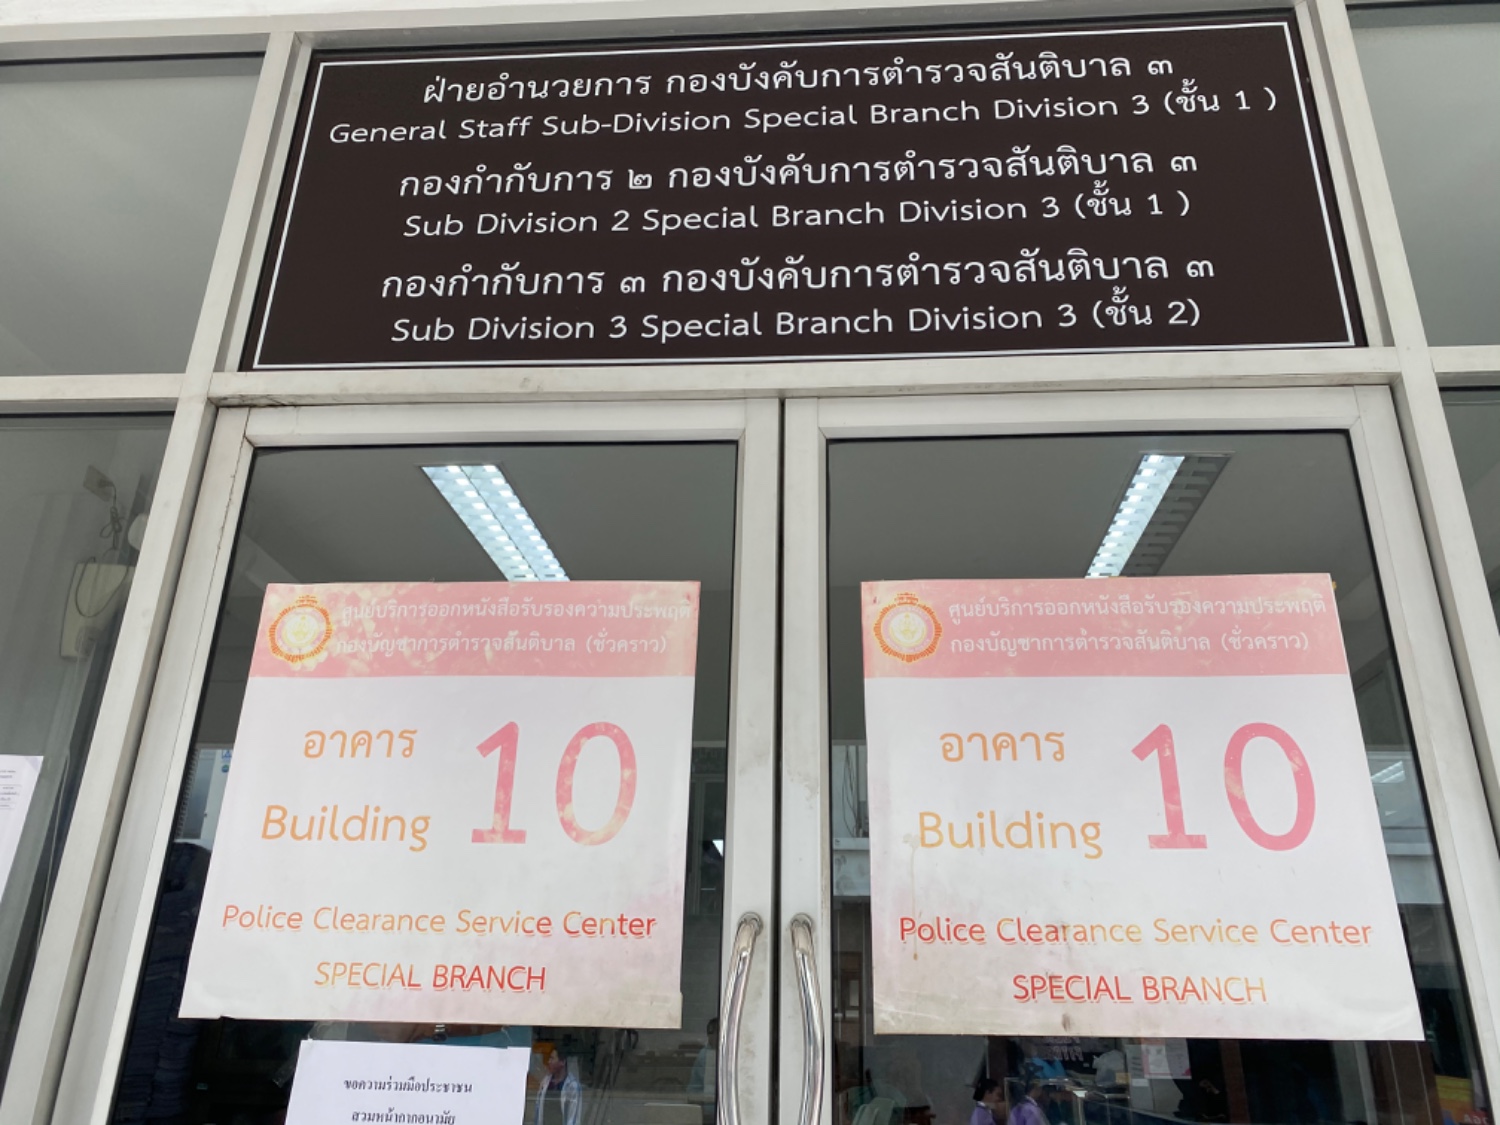 ฝ่ายอำนวยการ กองบังคับการตำรวจสันติบาล ๓
General Staff Sub-Division Special Branch Division 3 (ชั้น 1 )
กองกำกับการ ๒ กองบังคับการตำรวจสันติบาล ๓
Sub Division 2 Special Branch Division 3 (ชั้น 1 )
กองกำกับการ ๓ กองบังคับการตำรวจสันติบาล ๓
Sub Division 3 Special Branch Division 3 (ชั้น 2)
ศูนย์บริการออกหนังสือรับรองความประพฤติ
กองบัญชาการตำรวจสันติบาล (ชั่วคราว)
อาคาร
Building 10
Police Clearance Service Center
SPECIAL BRANCH
ศูนย์บริการออกหนังสือรับรองความประพฤติ
กองบัญชาการตำรวจสันติบาล (ชั่วคราว)
อาคาร
Building 10
Police Clearance Service Center
SPECIAL BRANCH
ขอความร่วมมือประชาชน
สวมหน้ากากอนามัย